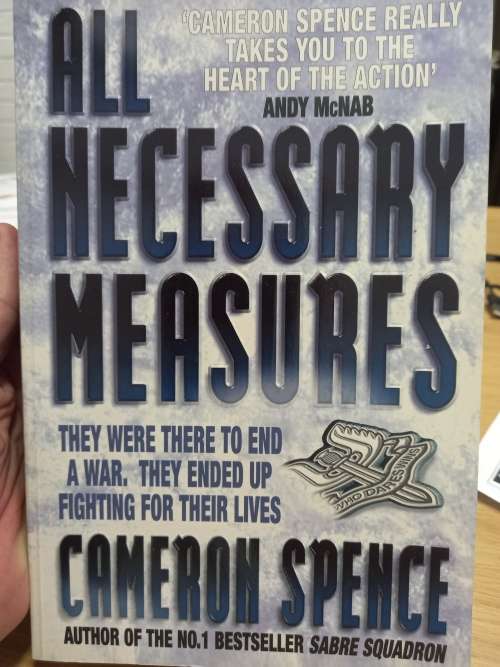 'CAMERON SPENCE REALLY
TAKES YOU TO THE
HEART OF THE ACTION'
ANDY McNAB
ALL
NECESSARY
MEASURES
THEY WERE THERE TO END
A WAR. THEY ENDED UP
FIGHTING FOR THEIR LIVES
WHO DARES WINS
CAMERON SPENCE
AUTHOR OF THE NO.1 BESTSELLER SABRE SQUADRON